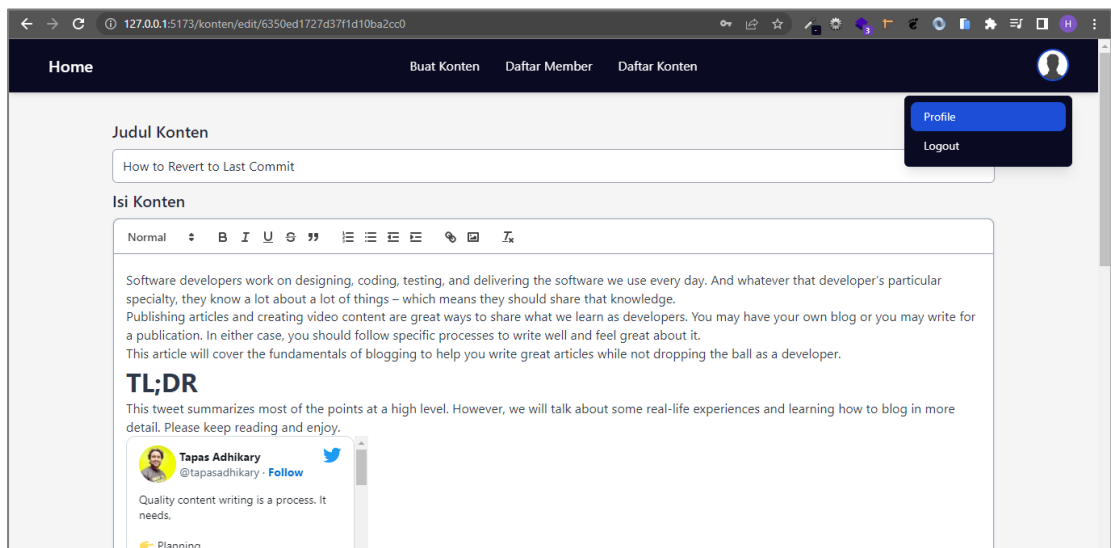 127.0.0.1:5173/konten/edit/6350ed1727d37f1d10ba2cc0
3
H
Home
Buat Konten
Daftar Member
Daftar Konten
Profile
Logout
Judul Konten
How to Revert to Last Commit
Isi Konten
Normal
Software developers work on designing, coding, testing, and delivering the software we use every day. And whatever that developer's particular
specialty, they know a lot about a lot of things – which means they should share that knowledge.
Publishing articles and creating video content are great ways to share what we learn as developers. You may have your own blog or you may write for
a publication. In either case, you should follow specific processes to write well and feel great about it.
This article will cover the fundamentals of blogging to help you write great articles while not dropping the ball as a developer.
TL;DR
This tweet summarizes most of the points at a high level. However, we will talk about some real-life experiences and learning how to blog in more
detail. Please keep reading and enjoy.
Tapas Adhikary
@tapasadhikary · Follow
Quality content writing is a process. It
needs,
👉 Planning